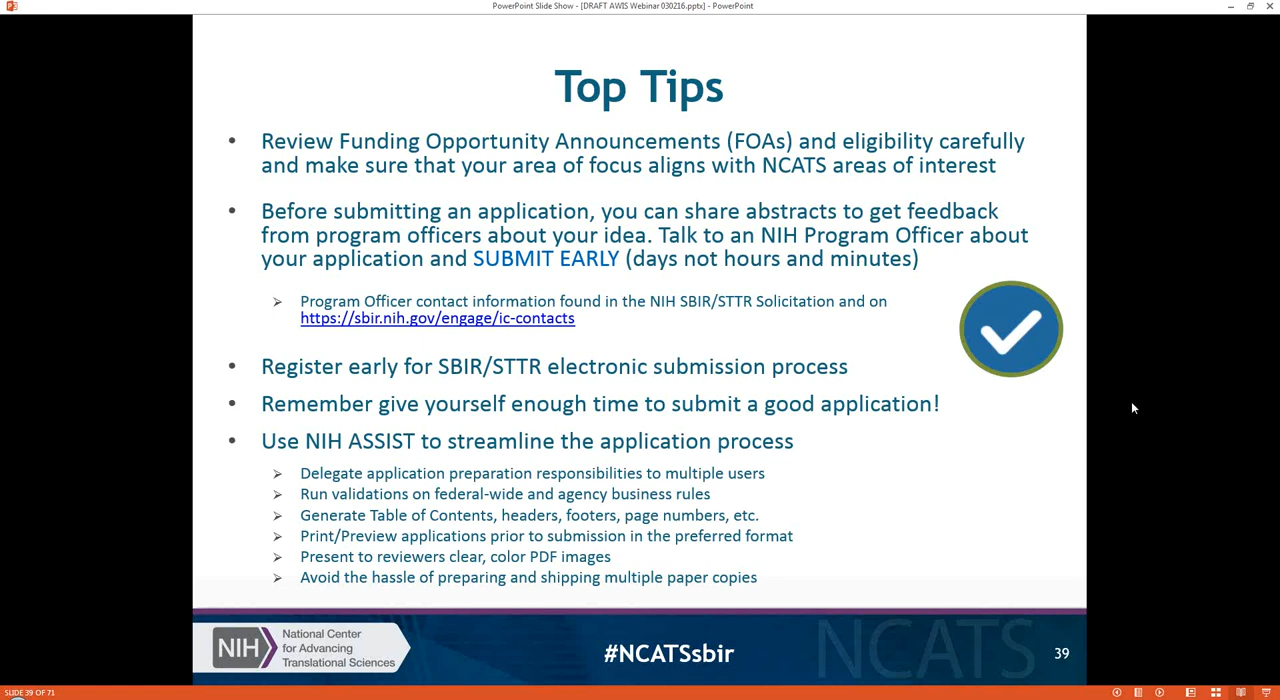 PowerPoint Slide Show - [DRAFT AWIS Webinar 030216.pptx] - PowerPoint
Top Tips
• Review Funding Opportunity Announcements (FOAs) and eligibility carefully
and make sure that your area of focus aligns with NCATS areas of interest
• Before submitting an application, you can share abstracts to get feedback
from program officers about your idea. Talk to an NIH Program Officer about
your application and SUBMIT EARLY (days not hours and minutes)
➢ Program Officer contact information found in the NIH SBIR/STTR Solicitation and on
https://sbir.nih.gov/engage/ic-contacts
• Register early for SBIR/STTR electronic submission process
• Remember give yourself enough time to submit a good application!
• Use NIH ASSIST to streamline the application process
➢ Delegate application preparation responsibilities to multiple users
➢ Run validations on federal-wide and agency business rules
➢ Generate Table of Contents, headers, footers, page numbers, etc.
➢ Print/Preview applications prior to submission in the preferred format
➢ Present to reviewers clear, color PDF images
➢ Avoid the hassle of preparing and shipping multiple paper copies
NIH
National Center
for Advancing
Translational Sciences
#NCATSsbir
NCATS
39
SLIDE 39 OF 71